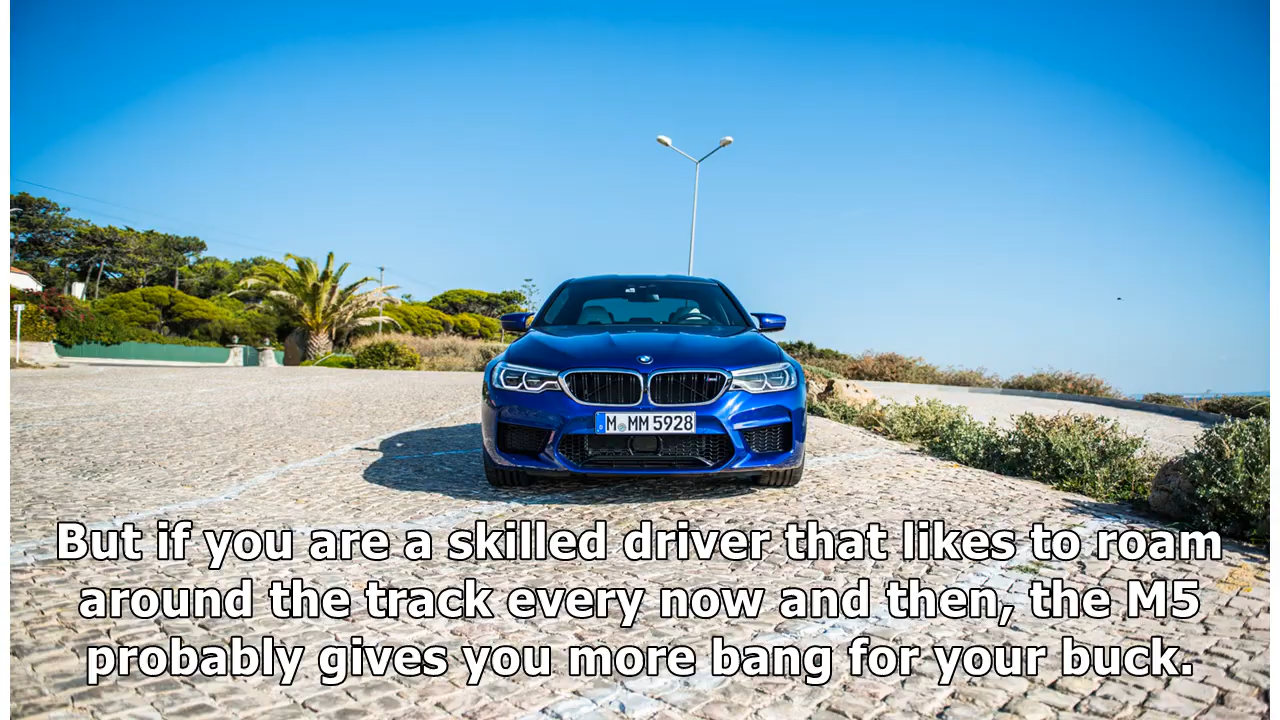 M MM 5928
But if you are a skilled driver that likes to roam
around the track every now and then, the M5
probably gives you more bang for your buck.